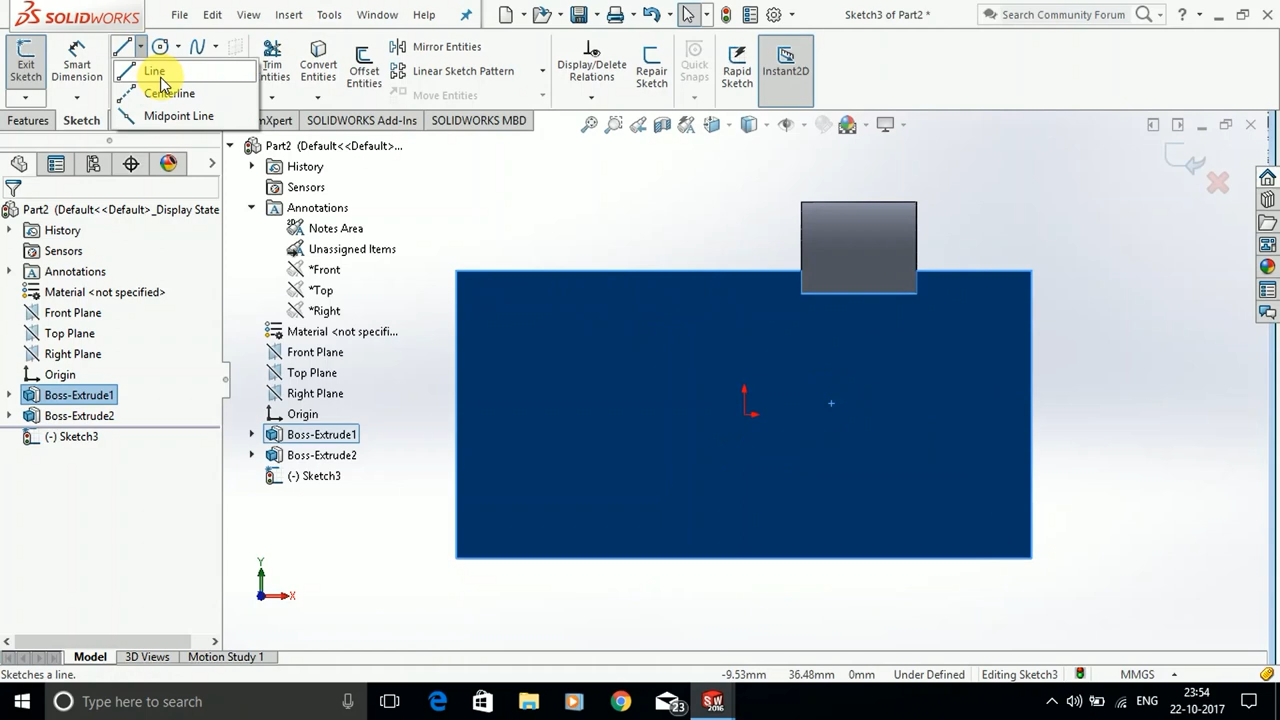 SOLIDWORKS
File
Edit
View
Insert
Tools
Window
Help
Sketch3 of Part2 *
Search Community Forum
?
Exit Sketch
Smart Dimension
Line
Centerline
Midpoint Line
Trim Entities
Convert Entities
Offset Entities
Mirror Entities
Linear Sketch Pattern
Move Entities
Display/Delete Relations
Repair Sketch
Quick Snaps
Rapid Sketch
Instant2D
Features
Sketch
mXpert
SOLIDWORKS Add-Ins
SOLIDWORKS MBD
Part2 (Default<<Default>_Display State
History
Sensors
Annotations
Material <not specified>
Front Plane
Top Plane
Right Plane
Origin
Boss-Extrude1
Boss-Extrude2
(-) Sketch3
Part2 (Default<<Default>...
History
Sensors
Annotations
Notes Area
Unassigned Items
*Front
*Top
*Right
Material <not specifi...
Front Plane
Top Plane
Right Plane
Origin
Boss-Extrude1
Boss-Extrude2
(-) Sketch3
Y
X
Model
3D Views
Motion Study 1
Sketches a line.
-9.53mm
36.48mm
0mm
Under Defined
Editing Sketch3
MMGS
Type here to search
23
SW
2016
ENG
23:54
22-10-2017